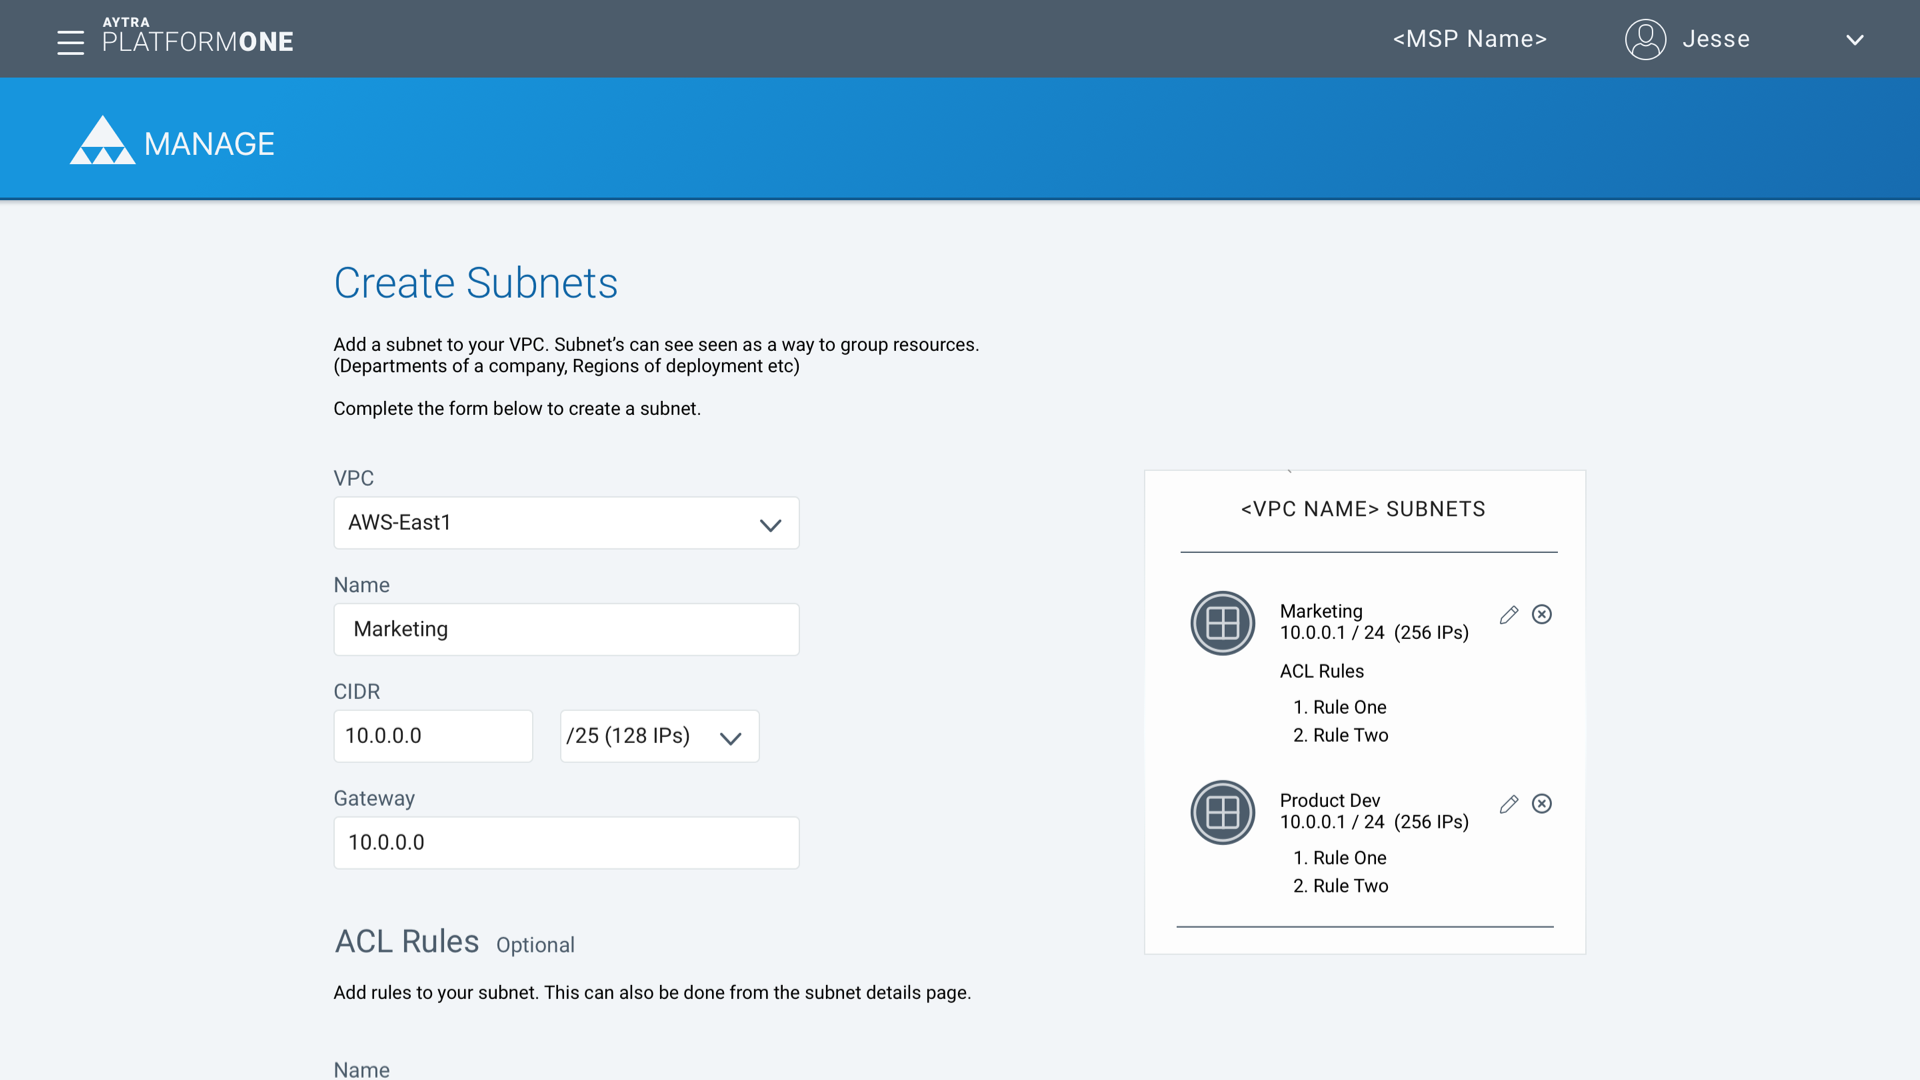 AYTRA
PLATFORMONE
<MSP Name>
Jesse
MANAGE
Create Subnets
Add a subnet to your VPC. Subnet’s can see seen as a way to group resources.
(Departments of a company, Regions of deployment etc)
Complete the form below to create a subnet.
VPC
AWS-East1
Name
Marketing
CIDR
10.0.0.0
/25 (128 IPs)
Gateway
10.0.0.0
ACL Rules Optional
Add rules to your subnet. This can also be done from the subnet details page.
Name
<VPC NAME> SUBNETS
Marketing
10.0.0.1 / 24 (256 IPs)
ACL Rules
1. Rule One
2. Rule Two
Product Dev
10.0.0.1 / 24 (256 IPs)
1. Rule One
2. Rule Two